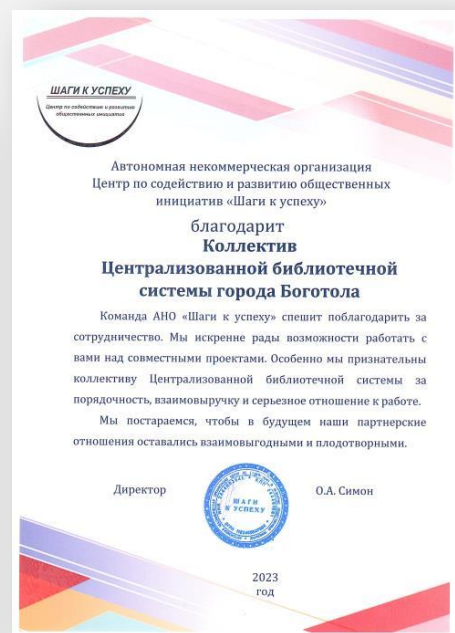 ШАГИ К УСПЕХУ
Центр по содействию и развитию
общественных инициатив
Автономная некоммерческая организация
Центр по содействию и развитию общественных
инициатив «Шаги к успеху»
благодарит
Коллектив
Централизованной библиотечной
системы города Боготола
Команда АНО «Шаги к успеху» спешит поблагодарить за
сотрудничество. Мы искренне рады возможности работать с
вами над совместными проектами. Особенно мы признательны
коллективу Централизованной библиотечной системы за
порядочность, взаимовыручку и серьезное отношение к работе.
Мы постараемся, чтобы в будущем наши партнерские
отношения оставались взаимовыгодными и плодотворными.
Директор
ШАГИ
К УСПЕХУ
О.А. Симон
2023
год